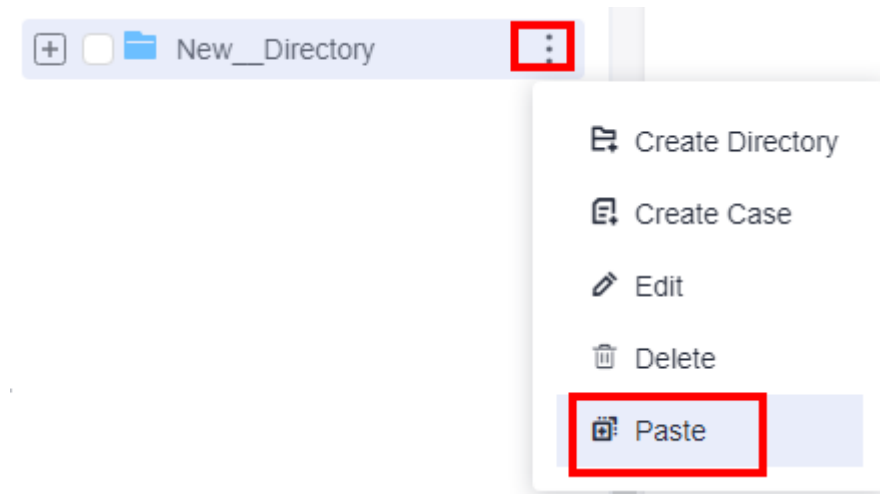 New__Directory
Create Directory
Create Case
Edit
Delete
Paste